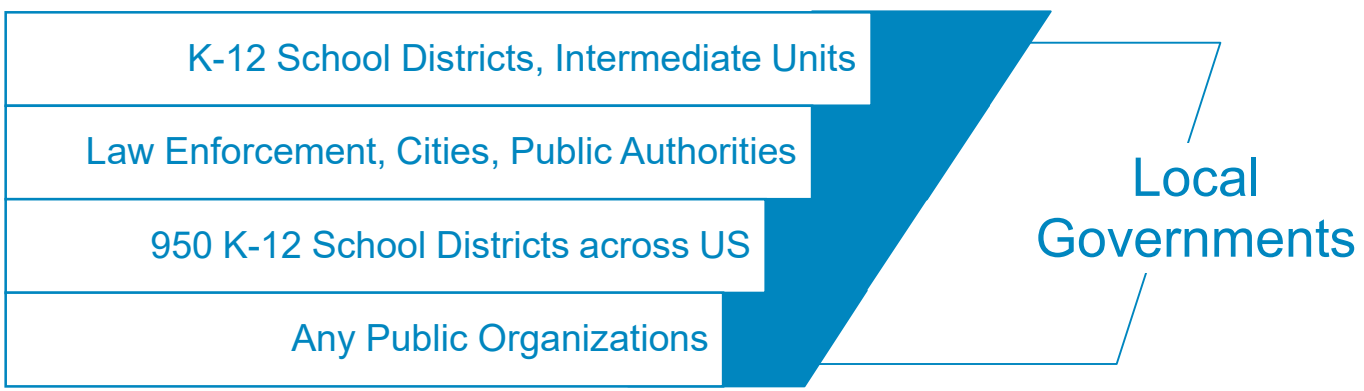 K-12 School Districts, Intermediate Units
Law Enforcement, Cities, Public Authorities
950 K-12 School Districts across US
Any Public Organizations
Local
Governments